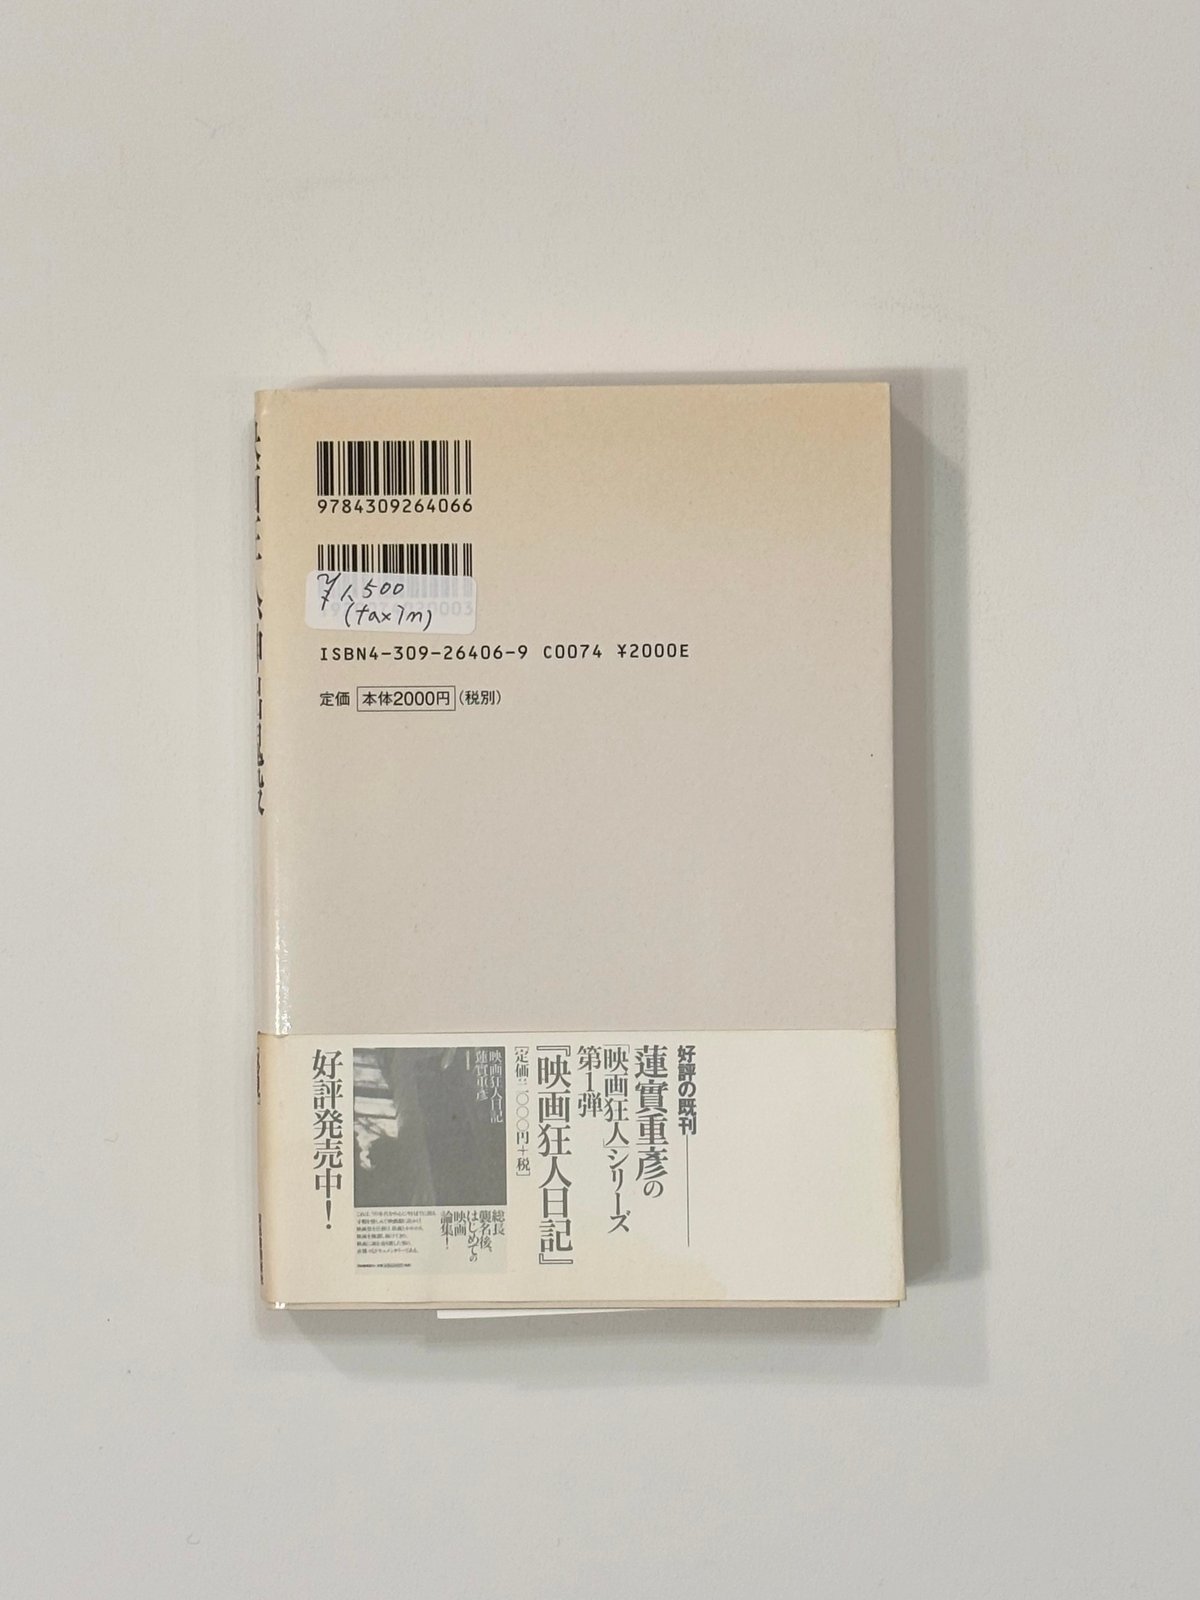 9784309264066
¥1,500
(tax in)
ISBN4-309-26406-9 C0074 ¥2000E
定価 本体2000円(税別)
好評の既刊
蓮實重彦の
「映画狂人」シリーズ
第1弾
『映画狂人日記』
[定価:二〇〇〇円+税]
映画狂人日記
蓮實重彦
総長
襲名後、
はじめての
映画
論集!
好評発売中!